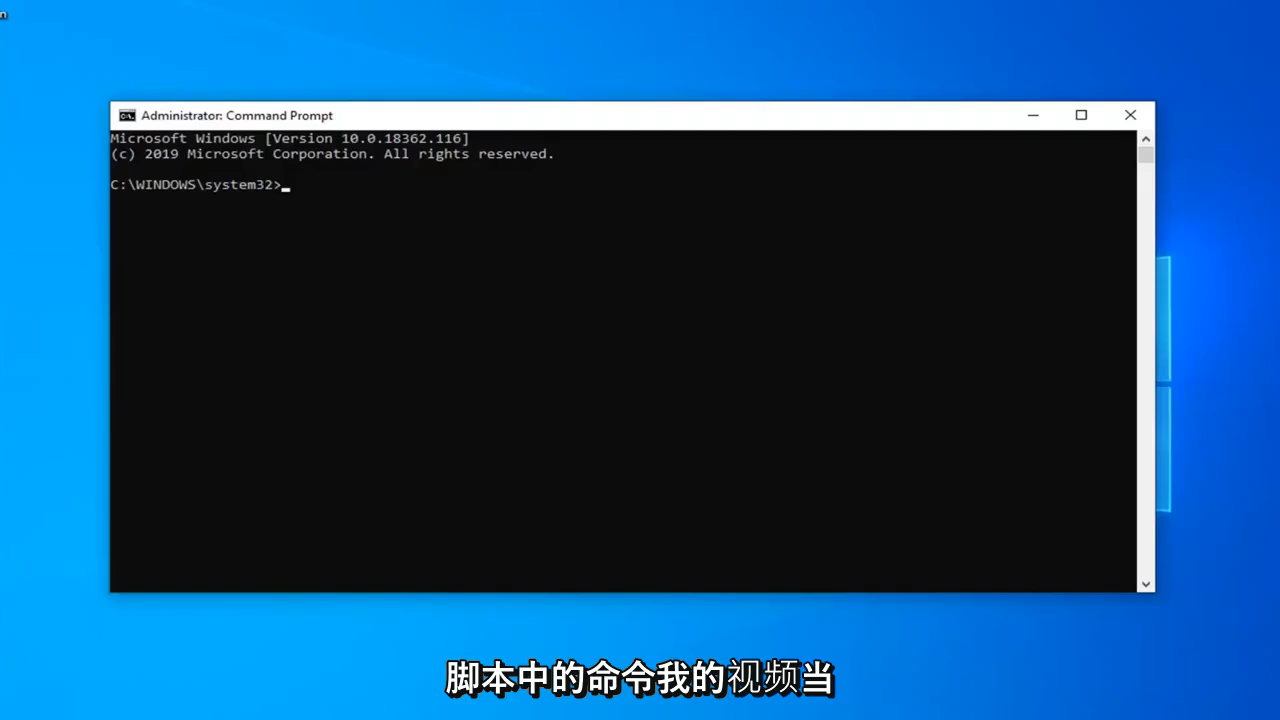 Administrator: Command Prompt
Microsoft Windows [Version 10.0.18362.116]
(c) 2019 Microsoft Corporation. All rights reserved.
C:\WINDOWS\system32>
脚本中的命令我的视频当